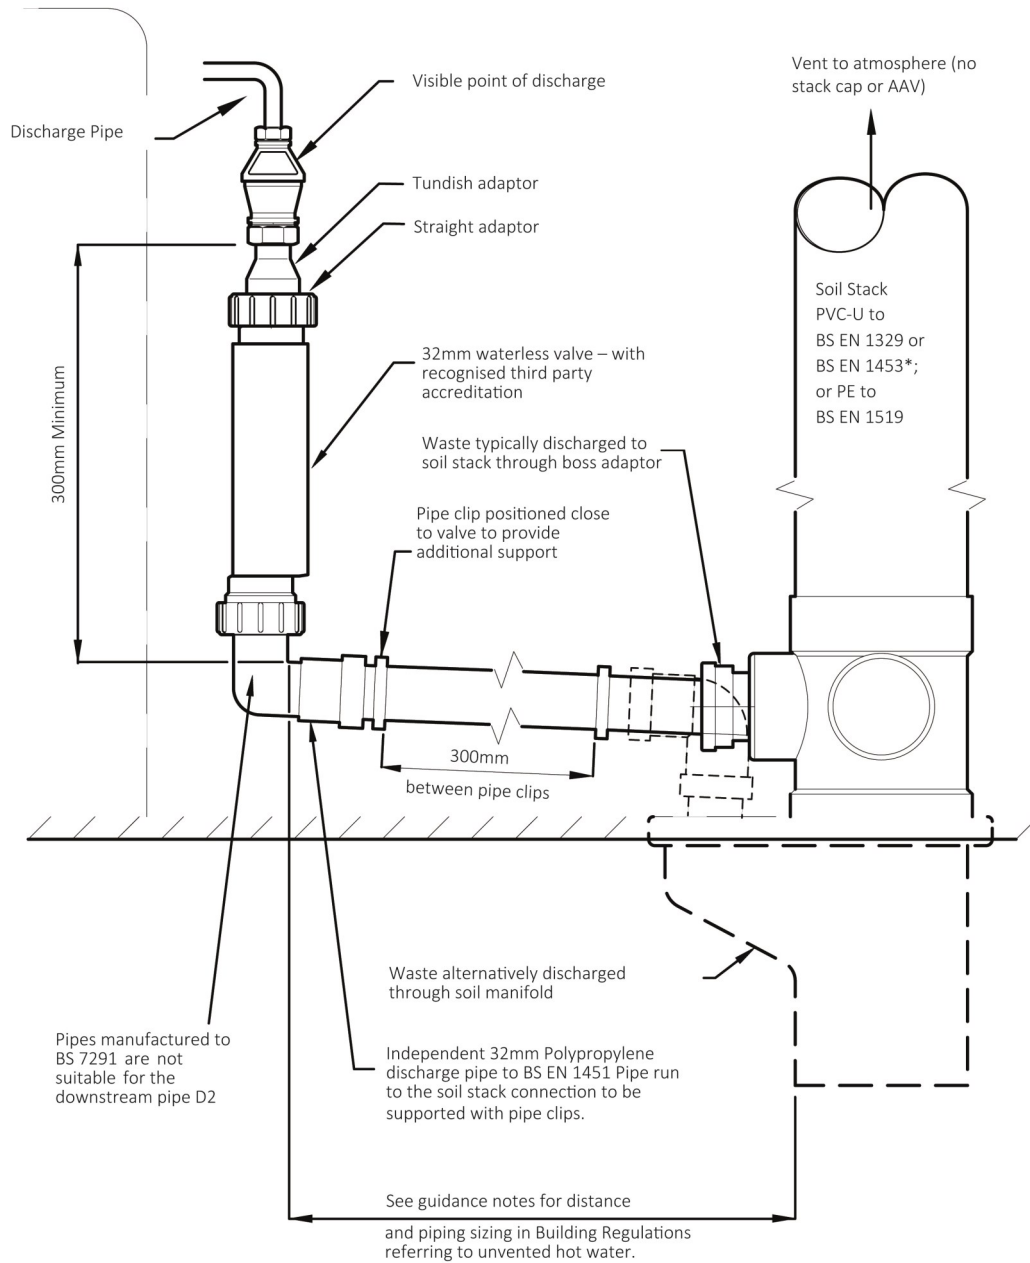 Vent to atmosphere (no
stack cap or AAV)
Visible point of discharge
Discharge Pipe
Tundish adaptor
Straight adaptor
Soil Stack
PVC-U to
BS EN 1329 or
BS EN 1453*;
or PE to
BS EN 1519
32mm waterless valve – with
recognised third party
accreditation
300mm Minimum
Waste typically discharged to
soil stack through boss adaptor
Pipe clip positioned close
to valve to provide
additional support
300mm
between pipe clips
Waste alternatively discharged
through soil manifold
Pipes manufactured to
BS 7291 are not
suitable for the
downstream pipe D2
Independent 32mm Polypropylene
discharge pipe to BS EN 1451 Pipe run
to the soil stack connection to be
supported with pipe clips.
See guidance notes for distance
and piping sizing in Building Regulations
referring to unvented hot water.